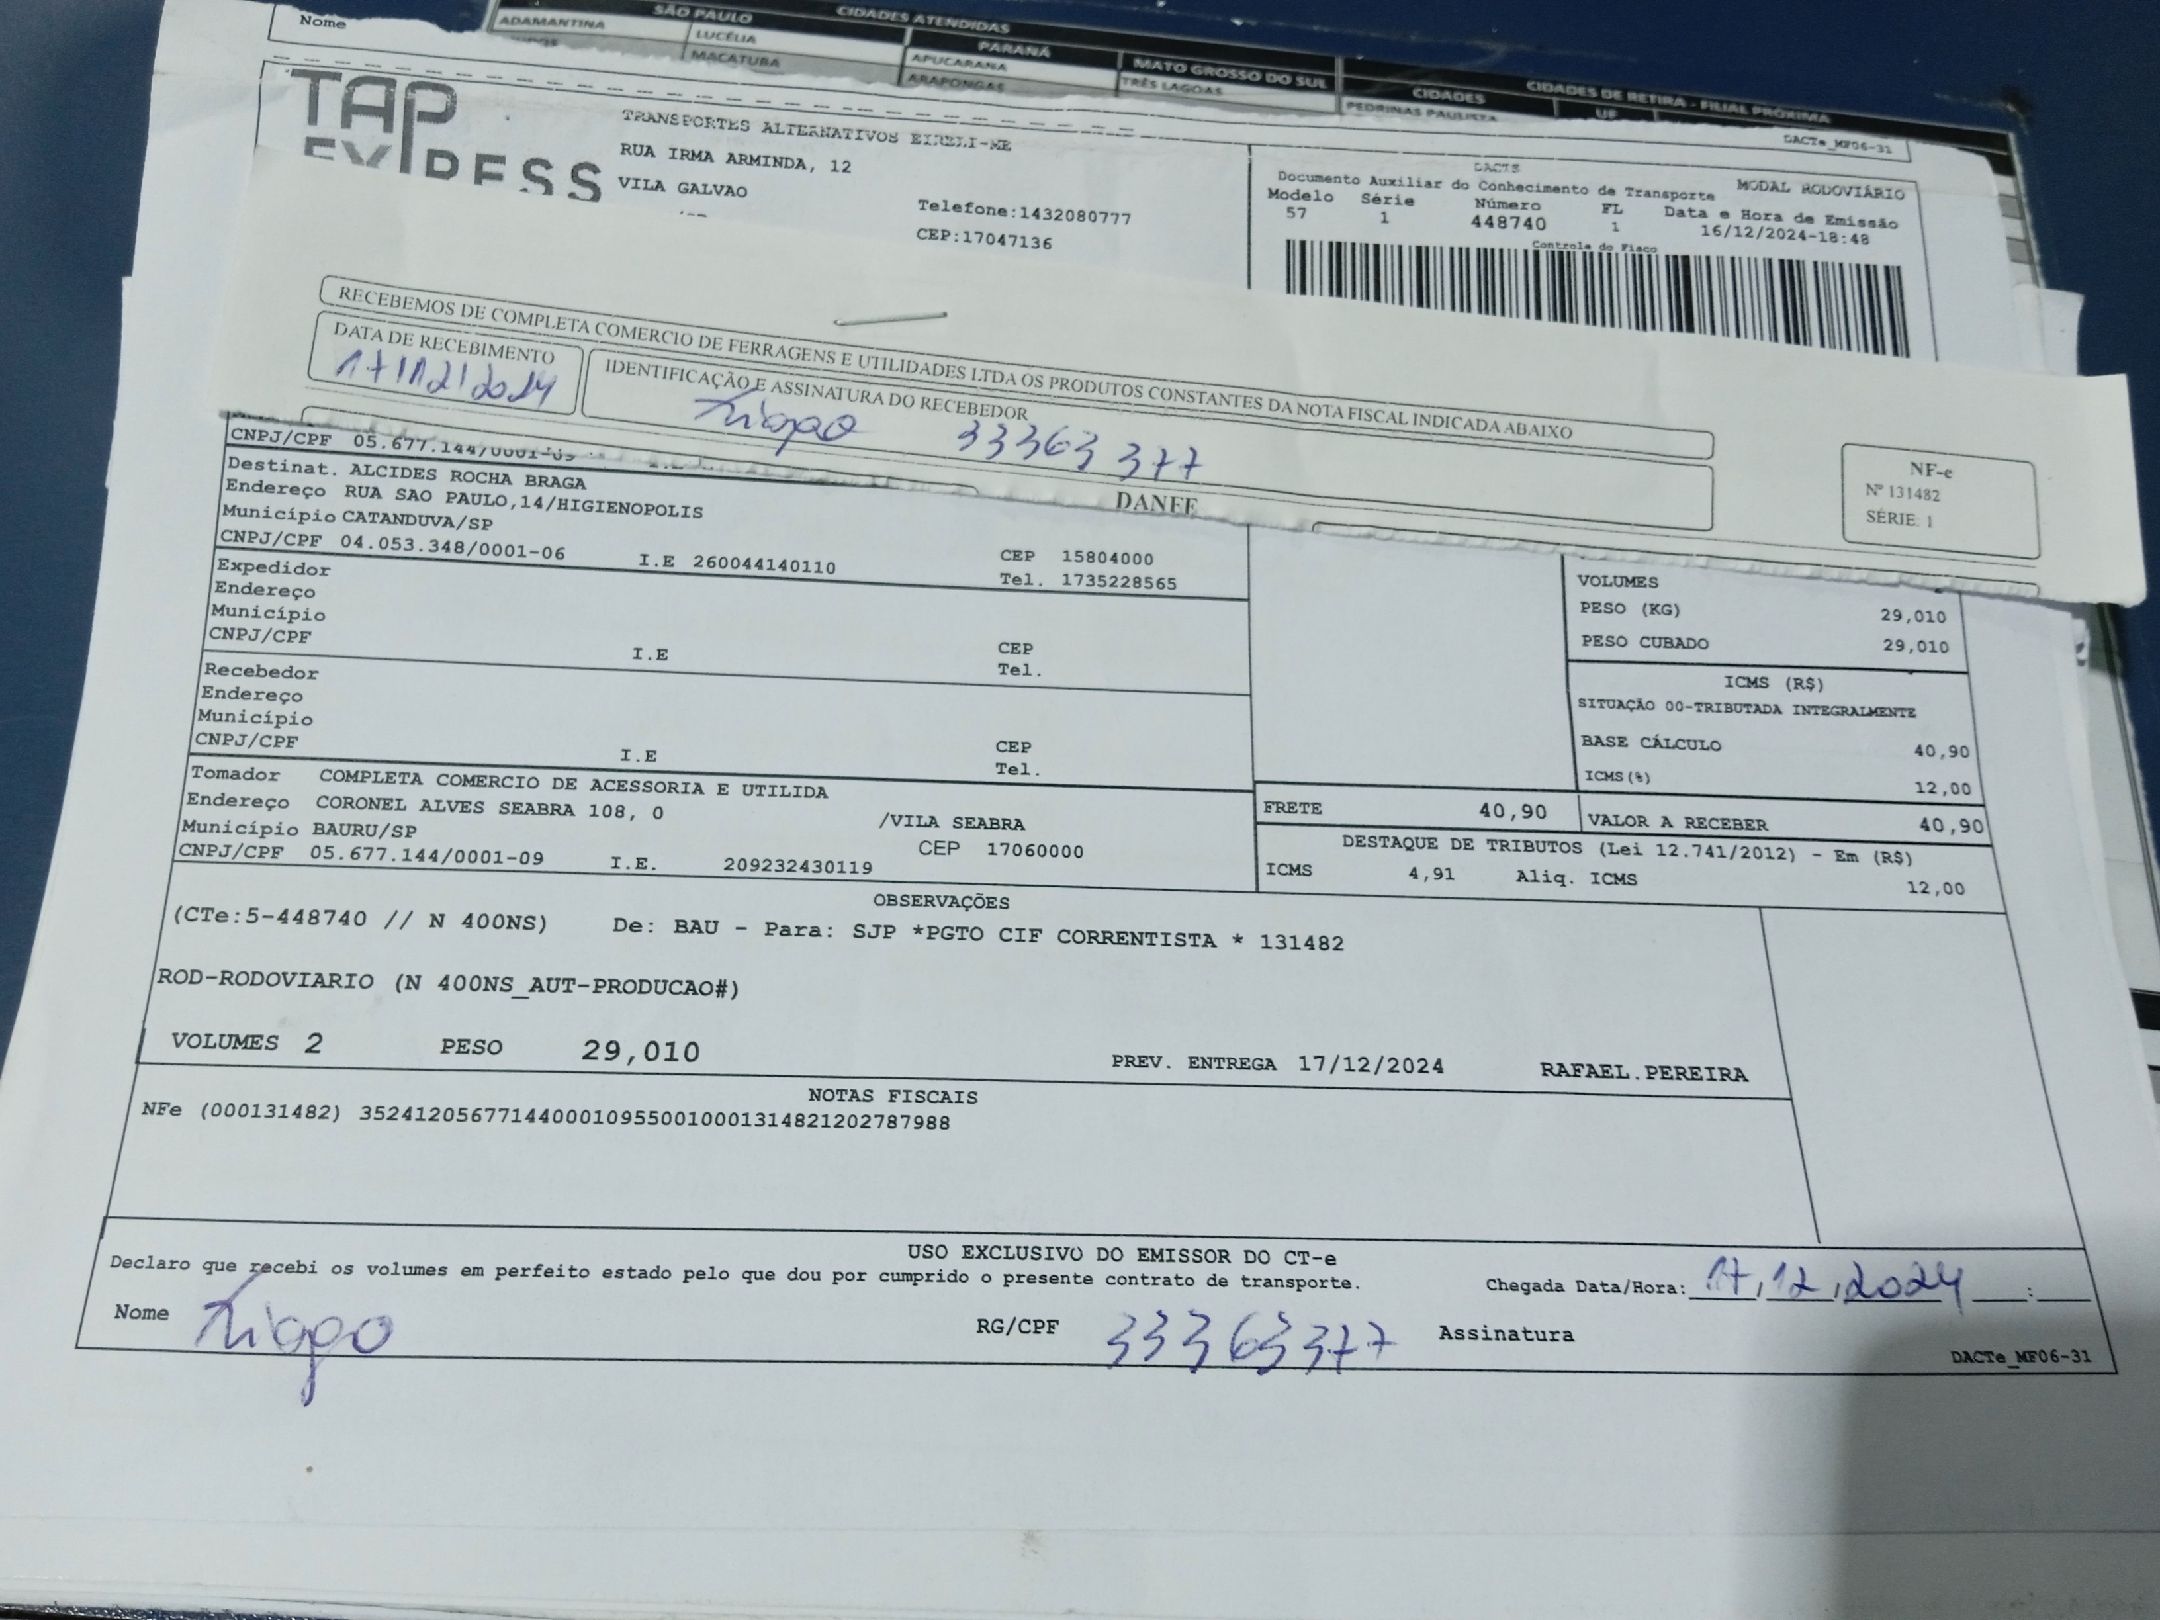 Nome
SÃO PAULO CIDADES ATENDIDAS
ADAMANTINA LUCÉLIA PARANÁ MATO GROSSO DO SUL CIDADES DE RETIRA - FILIAL PRÓXIMA
MACATUBA APUCARANA TRÊS LAGOAS CIDADES UF
ARAPONGAS PEDRINAS PAULISTA
DACTe_MF06-31
TAP EXPRESS
TRANSPORTES ALTERNATIVOS EIRELI-ME
RUA IRMA ARMINDA, 12
VILA GALVAO
Telefone:1432080777
CEP:17047136
DACTE
Documento Auxiliar do Conhecimento de Transporte MODAL RODOVIÁRIO
Modelo Série Número FL Data e Hora de Emissão
57 1 448740 1 16/12/2024-18:48
Controle do Fisco
RECEBEMOS DE COMPLETA COMERCIO DE FERRAGENS E UTILIDADES LTDA OS PRODUTOS CONSTANTES DA NOTA FISCAL INDICADA ABAIXO
DATA DE RECEBIMENTO IDENTIFICAÇÃO E ASSINATURA DO RECEBEDOR
17/12/2024 Tiago 33363377
NF-e
Nº 131482
SÉRIE: 1
DANFE
CNPJ/CPF 05.677.144/0001-09
Destinat. ALCIDES ROCHA BRAGA
Endereço RUA SAO PAULO,14/HIGIENOPOLIS
Município CATANDUVA/SP CEP 15804000
CNPJ/CPF 04.053.348/0001-06 I.E 260044140110 Tel. 1735228565
Expedidor
Endereço
Município CEP
CNPJ/CPF I.E Tel.
Recebedor
Endereço
Município CEP
CNPJ/CPF I.E Tel.
Tomador COMPLETA COMERCIO DE ACESSORIA E UTILIDA
Endereço CORONEL ALVES SEABRA 108, 0 /VILA SEABRA
Município BAURU/SP CEP 17060000
CNPJ/CPF 05.677.144/0001-09 I.E. 209232430119
VOLUMES
PESO (KG) 29,010
PESO CUBADO 29,010
ICMS (R$)
SITUAÇÃO 00-TRIBUTADA INTEGRALMENTE
BASE CÁLCULO 40,90
ICMS(%) 12,00
FRETE 40,90 VALOR A RECEBER 40,90
DESTAQUE DE TRIBUTOS (Lei 12.741/2012) - Em (R$)
ICMS 4,91 Aliq. ICMS 12,00
OBSERVAÇÕES
(CTe:5-448740 // N 400NS) De: BAU - Para: SJP *PGTO CIF CORRENTISTA * 131482
ROD-RODOVIARIO (N 400NS_AUT-PRODUCAO#)
VOLUMES 2 PESO 29,010 PREV. ENTREGA 17/12/2024 RAFAEL.PEREIRA
NOTAS FISCAIS
NFe (000131482) 35241205677144000109550010001314821202787988
USO EXCLUSIVO DO EMISSOR DO CT-e
Declaro que recebi os volumes em perfeito estado pelo que dou por cumprido o presente contrato de transporte. Chegada Data/Hora: 17/12/2024 :
Nome Tiago RG/CPF 33363377 Assinatura
DACTe_MF06-31